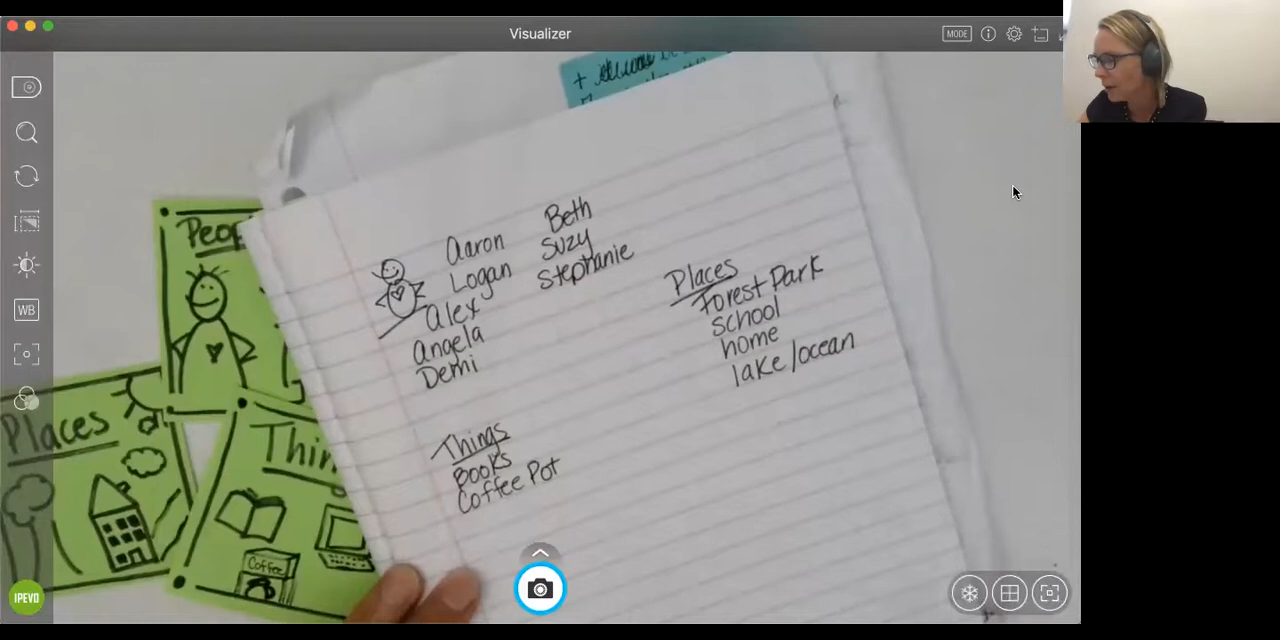 Visualizer
MODE
WB
IPEVO
Peop
Places
Thin
Coffee
+
Aaron
Logan
Alex
Angela
Demi
Beth
Suzy
Stephanie
Places
Forest Park
school
home
lake/ocean
Things
Books
Coffee Pot